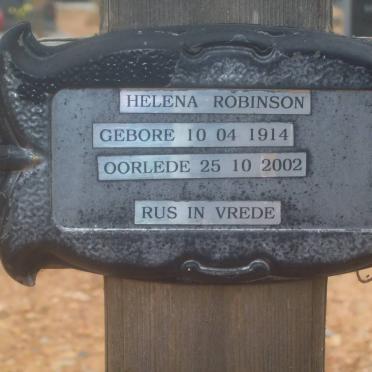 HELENA ROBINSON
GEBORE 10 04 1914
OORLEDE 25 10 2002
RUS IN VREDE